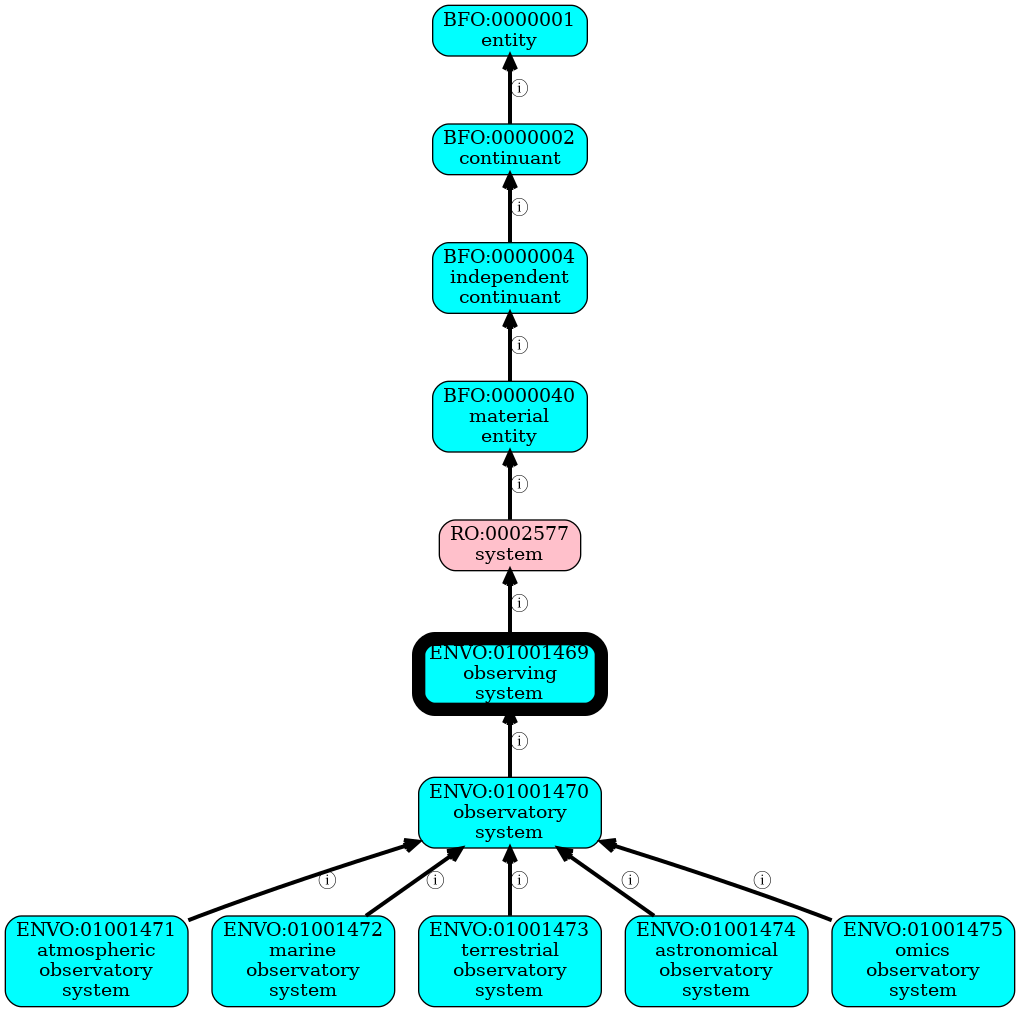 BFO:0000001
entity
ⓘ
BFO:0000002
continuant
ⓘ
BFO:0000004
independent
continuant
ⓘ
BFO:0000040
material
entity
ⓘ
RO:0002577
system
ⓘ
ENVO:01001469
observing
system
ⓘ
ENVO:01001470
observatory
system
ⓘ
ⓘ
ⓘ
ⓘ
ⓘ
ENVO:01001471
atmospheric
observatory
system
ENVO:01001472
marine
observatory
system
ENVO:01001473
terrestrial
observatory
system
ENVO:01001474
astronomical
observatory
system
ENVO:01001475
omics
observatory
system